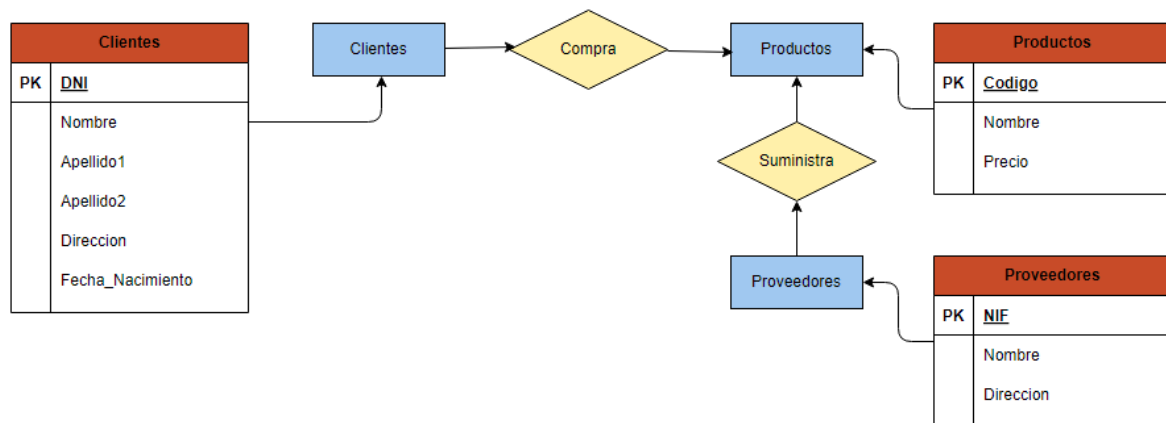 Clientes
PK DNI
Nombre
Apellido1
Apellido2
Direccion
Fecha_Nacimiento
Clientes
Compra
Productos
Suministra
Proveedores
Productos
PK Codigo
Nombre
Precio
Proveedores
PK NIF
Nombre
Direccion